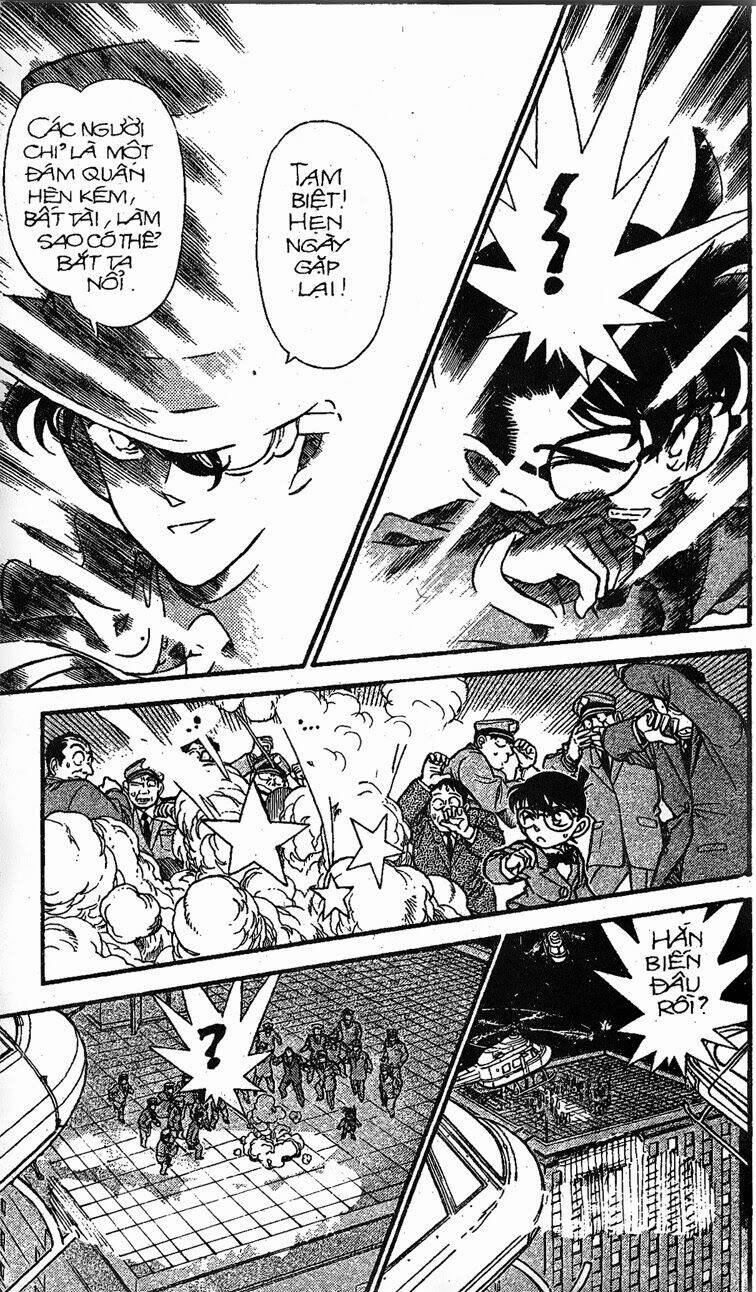 !
TẠM
BIỆT!
HẸN
NGÀY
GẶP
LẠI!
CÁC NGƯỜI
CHỈ LÀ MỘT
ĐÁM QUÂN
HÈN KÉM,
BẤT TÀI, LÀM
SAO CÓ THỂ
BẮT TA
NỔI.
HẮN
BIẾN
ĐÂU
RỒI?
?